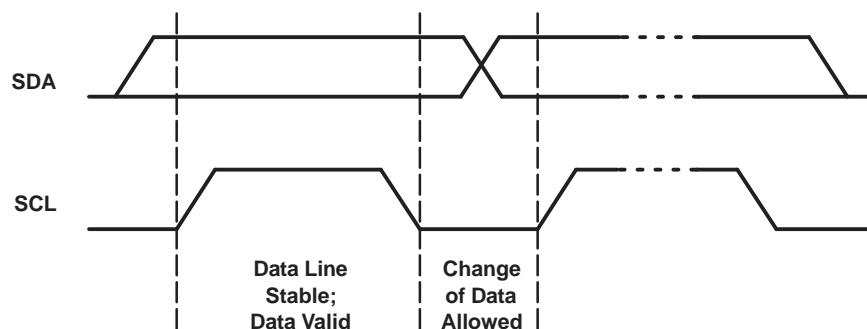 SDA
SCL
Data Line
Stable;
Data Valid
Change
of Data
Allowed